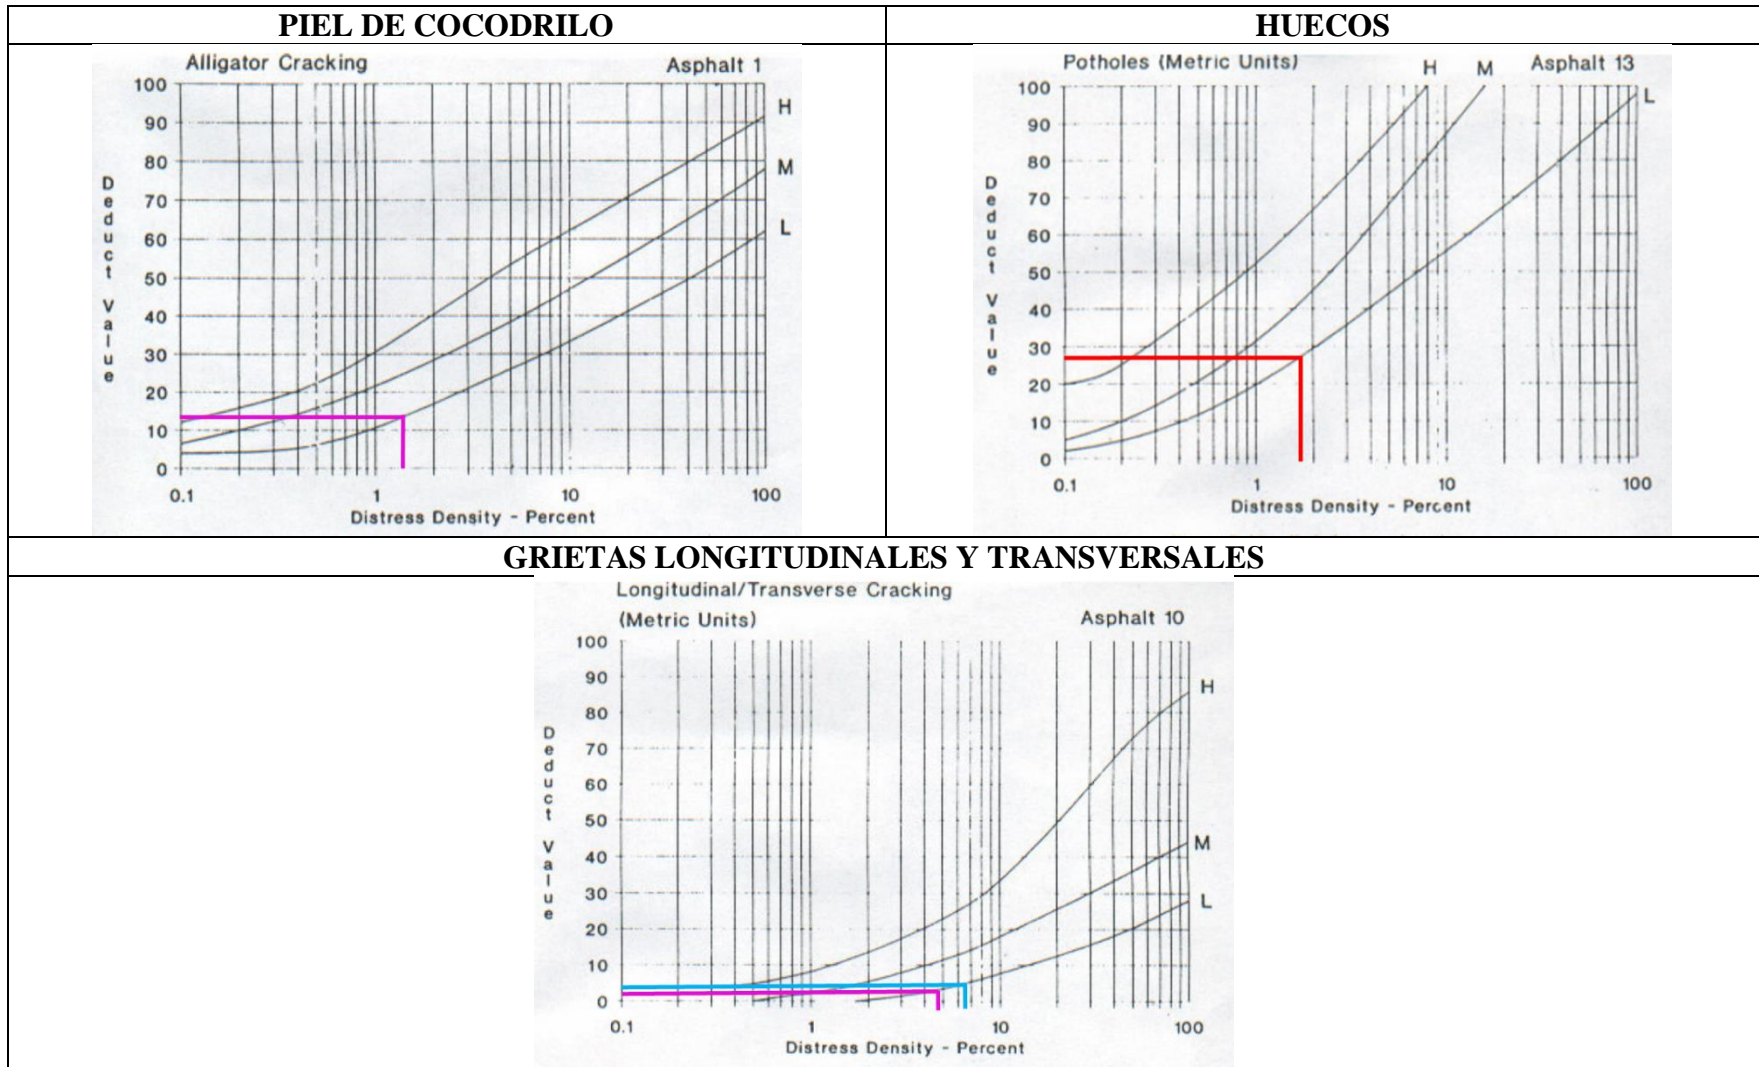 PIEL DE COCODRILO
HUECOS
Alligator Cracking
Asphalt 1
100
90
80
70
60
50
40
30
20
10
0
Deduct Value
H
M
L
0.1
1
10
100
Distress Density - Percent
Potholes (Metric Units)
H
M
Asphalt 13
L
100
90
80
70
60
50
40
30
20
10
0
Deduct Value
0.1
1
10
100
Distress Density - Percent
GRIETAS LONGITUDINALES Y TRANSVERSALES
Longitudinal/Transverse Cracking
(Metric Units)
Asphalt 10
100
90
80
70
60
50
40
30
20
10
0
Deduct Value
H
M
L
0.1
1
10
100
Distress Density - Percent